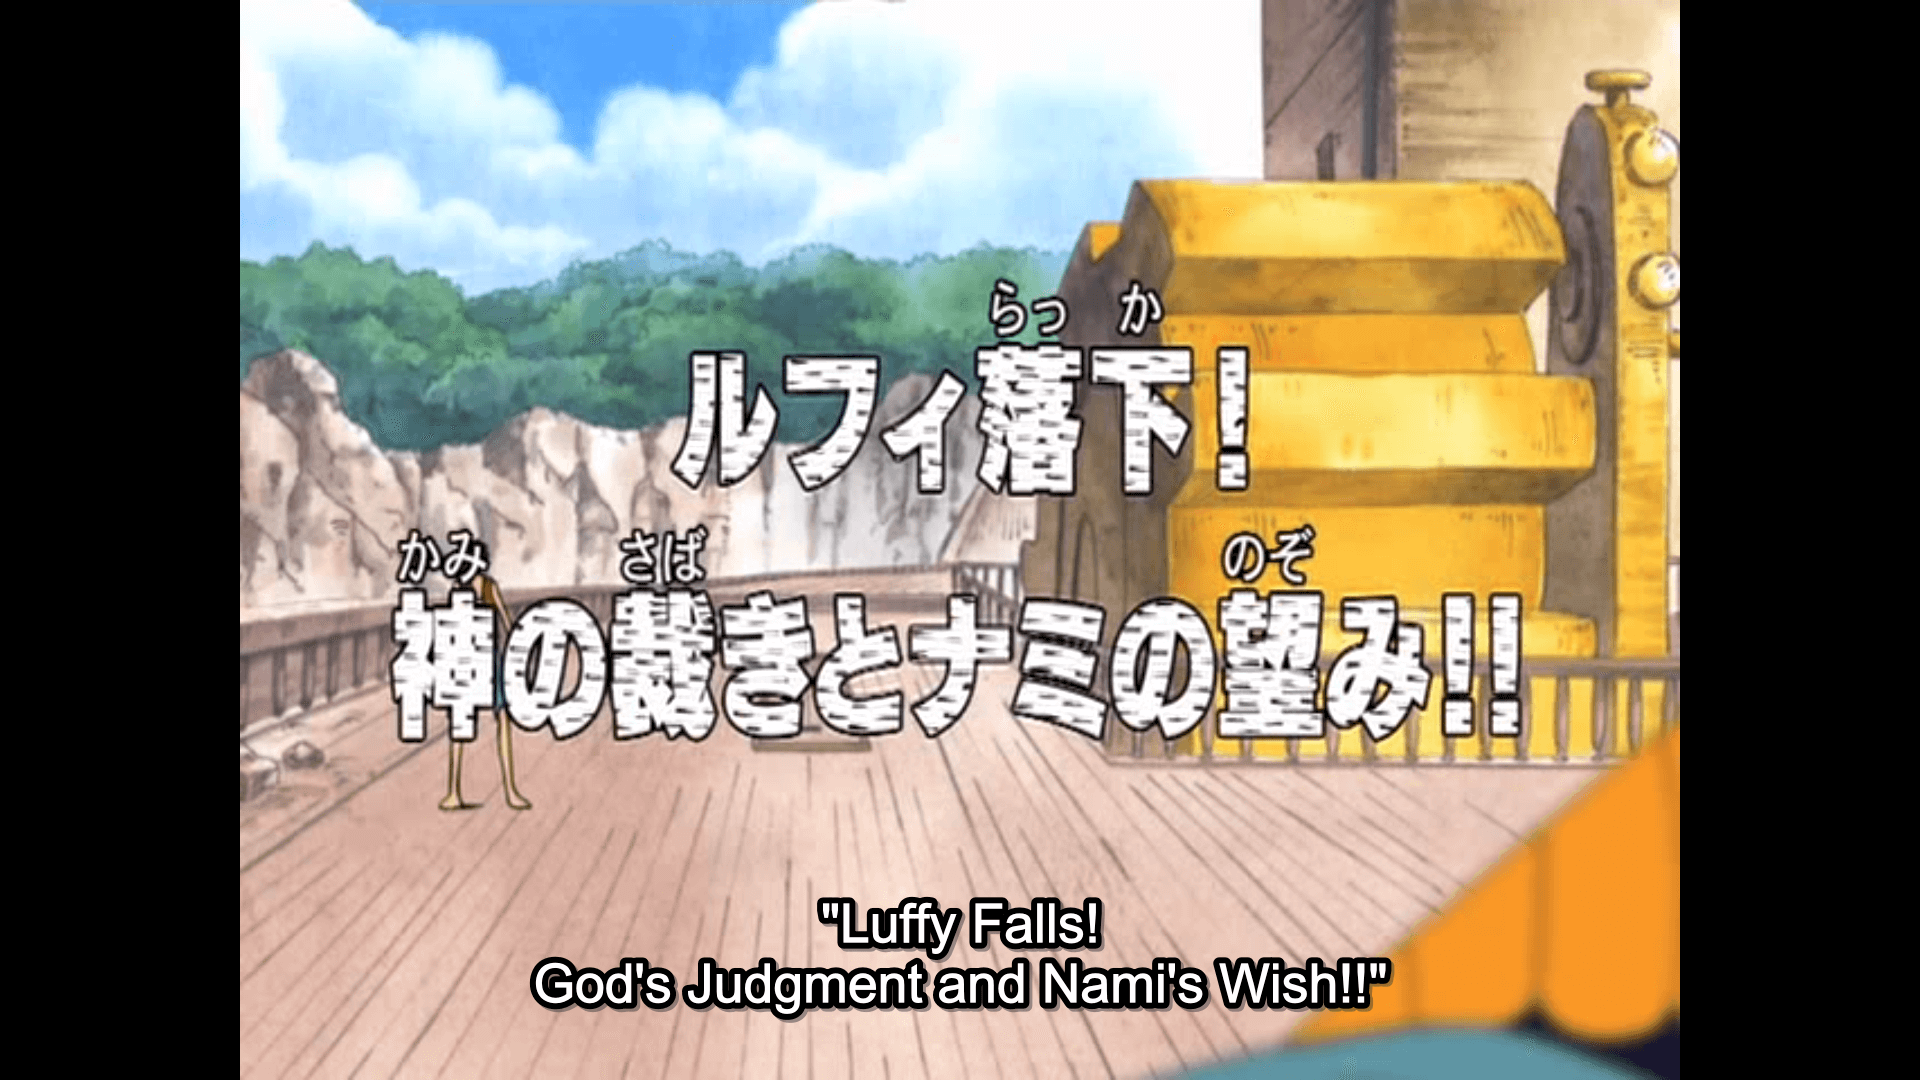 らっか
ルフィ落下!
かみ さば のぞ
神の裁きとナミの望み!!
"Luffy Falls!
God's Judgment and Nami's Wish!!"